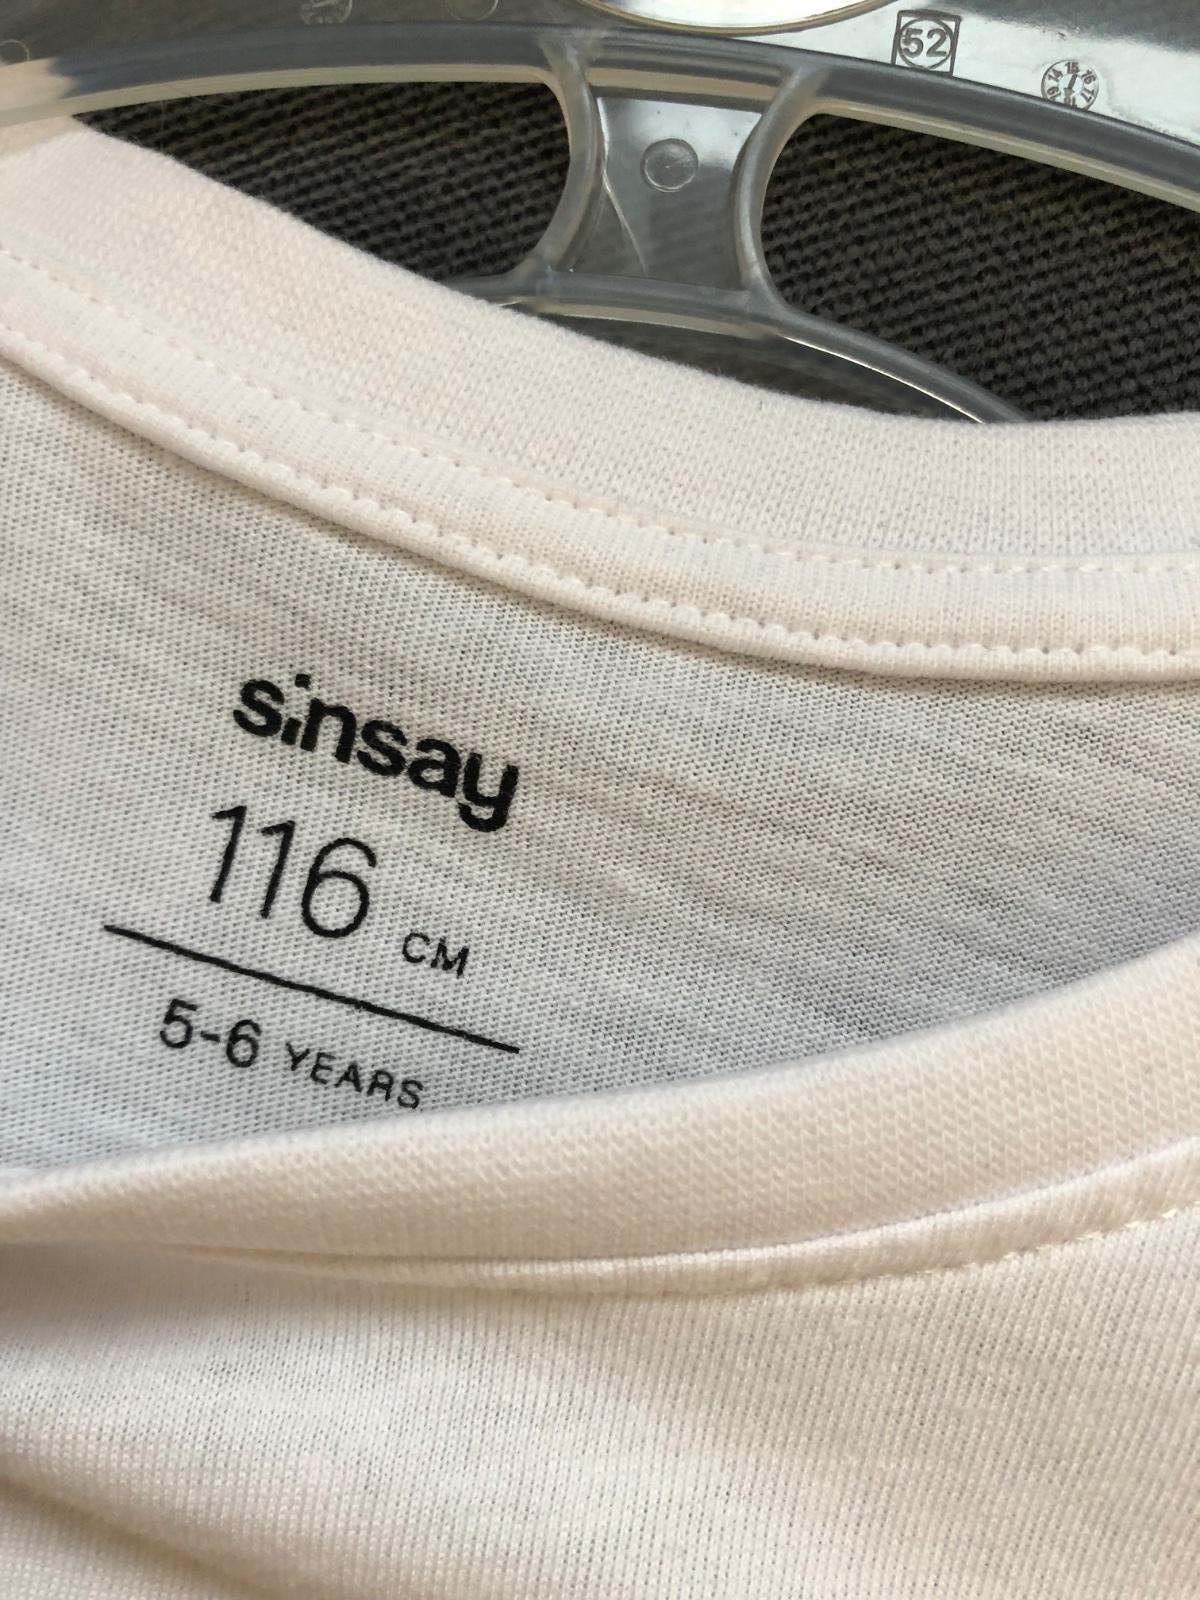 52
sinsay
116 CM
5-6 YEARS